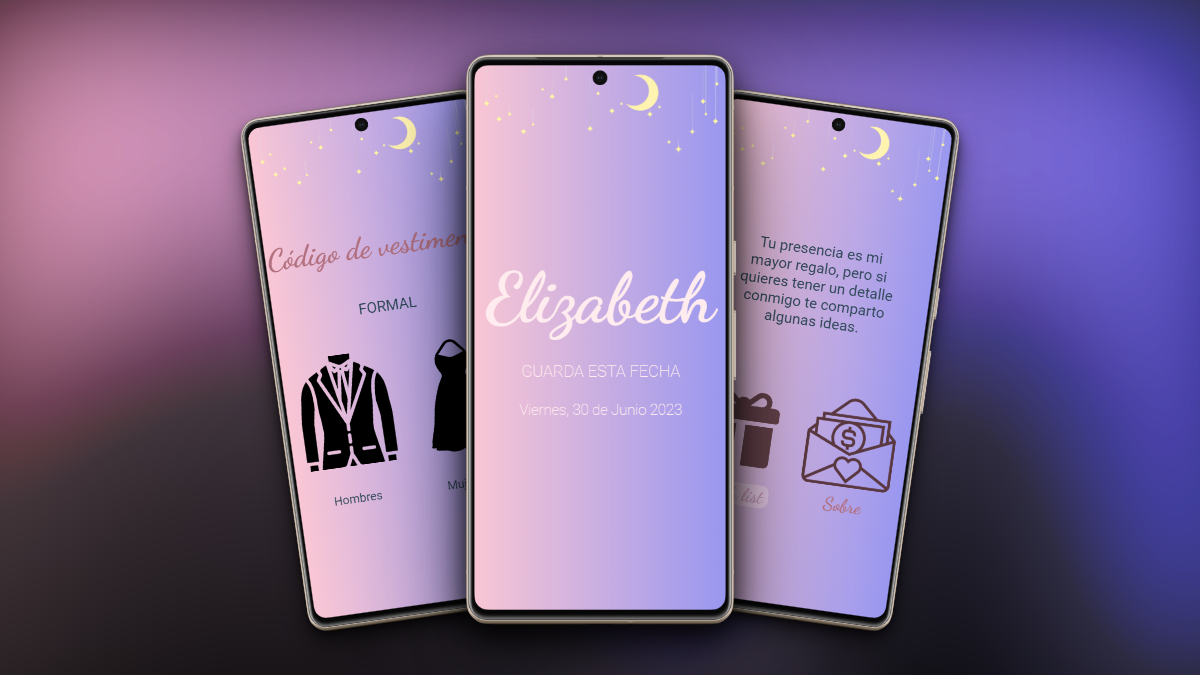 Código de
FORMAL
Hombres
Elizabeth
GUARDA ESTA FECHA
Viernes, 30 de Junio 2023
Tu presencia es mi
mayor regalo, pero si
quieres tener un detalle
conmigo te comparto
algunas ideas.
list
Sobre